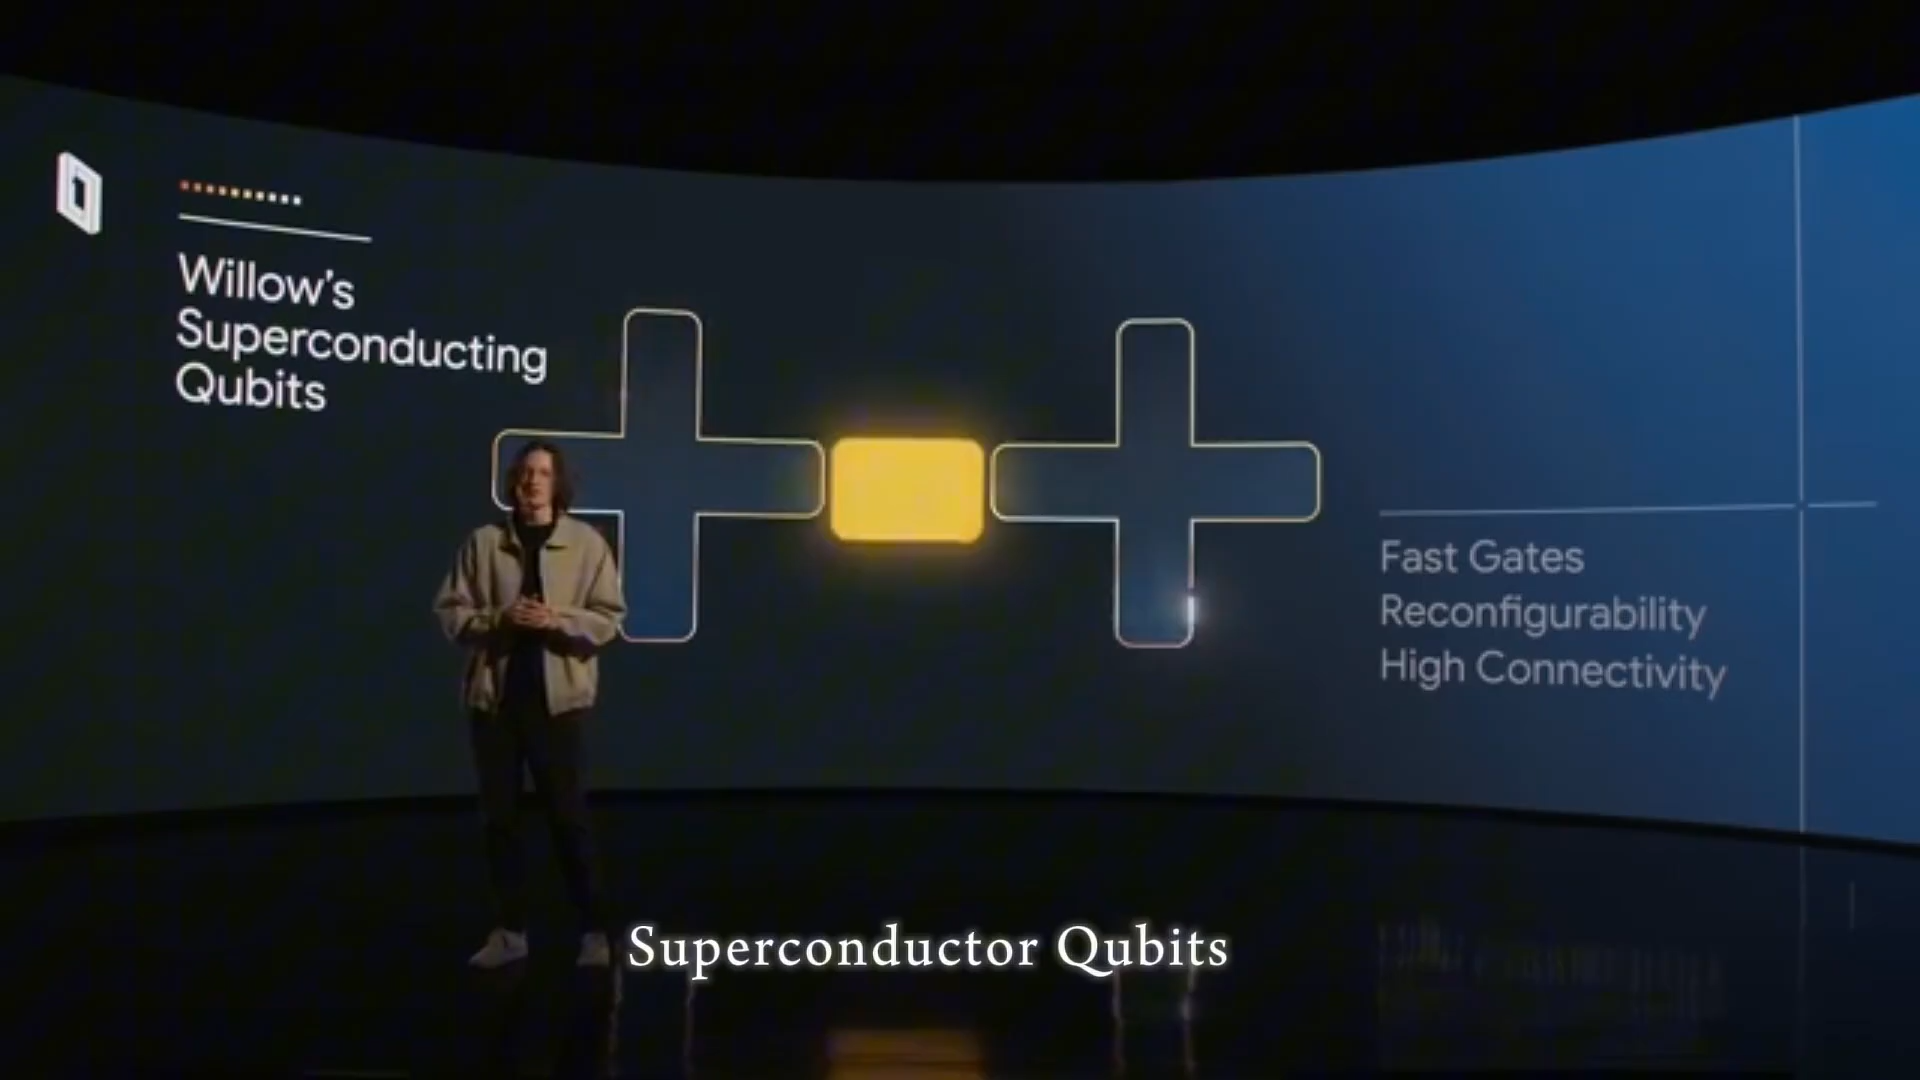 Willow's
Superconducting
Qubits
Fast Gates
Reconfigurability
High Connectivity
Superconductor Qubits